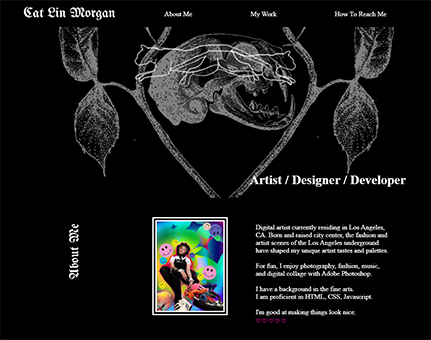 Cat Lin Morgan
About Me
My Work
How To Reach Me
Artist / Designer / Developer
About Me
Digital artist currently residing in Los Angeles,
CA. Born and raised city center, the fashion and
artist scenes of the Los Angeles underground
have shaped my unique artist tastes and palettes.
For fun, I enjoy photography, fashion, music,
and digital collage with Adobe Photoshop.
I have a background in the fine arts.
I am proficient in HTML, CSS, Javascript.
I'm good at making things look nice.
♡ ♡ ♡ ♡ ♡